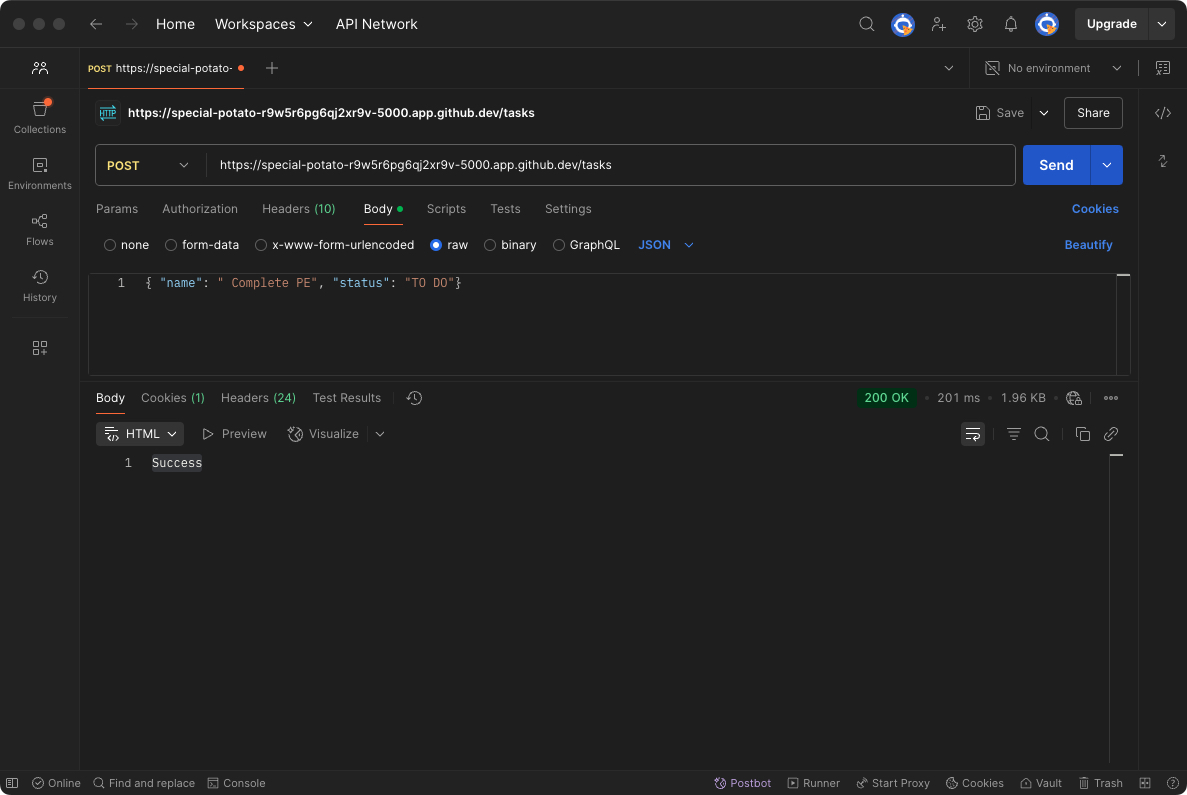 Home Workspaces API Network Upgrade
POST https://special-potato- No environment
HTTP https://special-potato-r9w5r6pg6qj2xr9v-5000.app.github.dev/tasks Save Share
Collections
POST https://special-potato-r9w5r6pg6qj2xr9v-5000.app.github.dev/tasks Send
Environments
Params Authorization Headers (10) Body Scripts Tests Settings Cookies
Flows
none form-data x-www-form-urlencoded raw binary GraphQL JSON Beautify
History
1 { "name": " Complete PE", "status": "TO DO"}
Body Cookies (1) Headers (24) Test Results 200 OK 201 ms 1.96 KB
HTML Preview Visualize
1 Success
Online Find and replace Console Postbot Runner Start Proxy Cookies Vault Trash